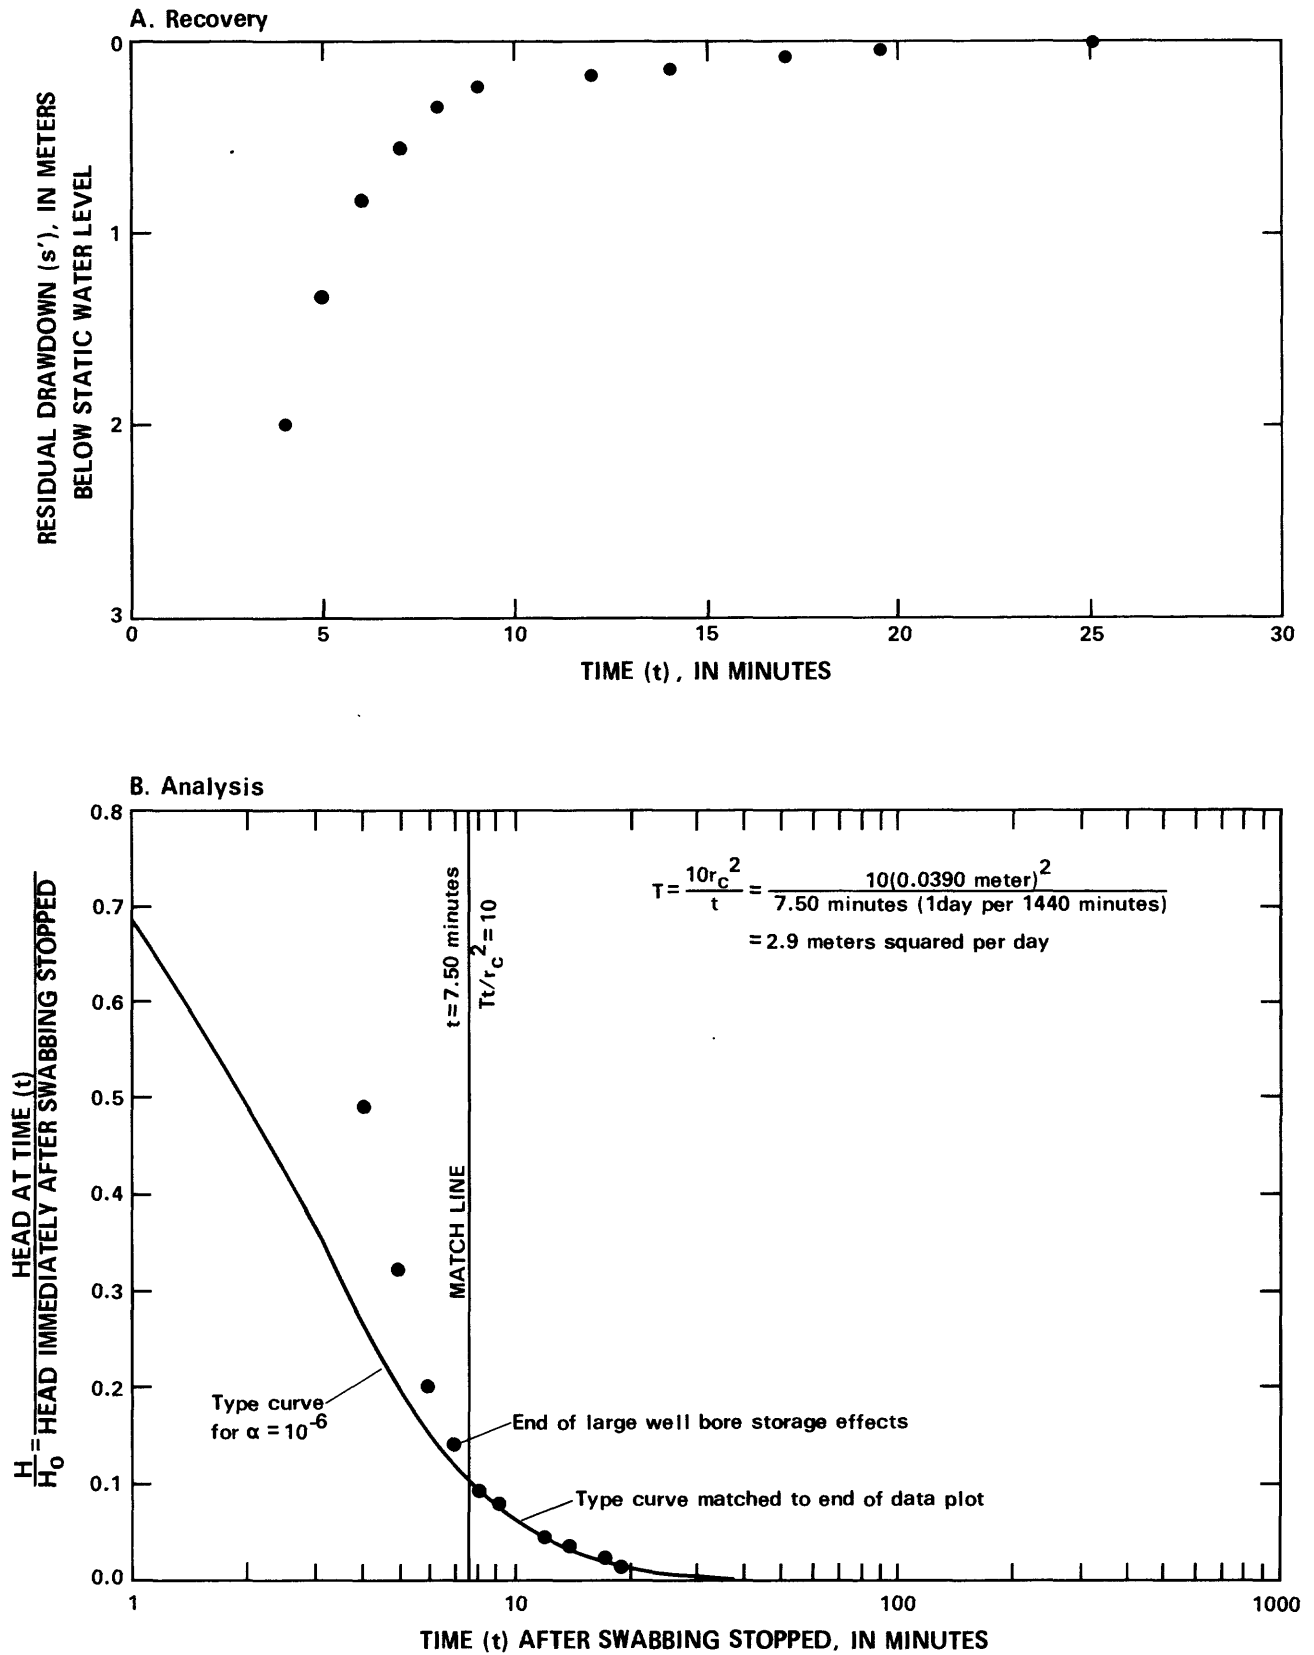 A. Recovery
RESIDUAL DRAWDOWN (s′), IN METERS
BELOW STATIC WATER LEVEL
0
1
2
3
0 5 10 15 20 25 30
TIME (t), IN MINUTES
B. Analysis
H/H₀ = HEAD AT TIME (t) / HEAD IMMEDIATELY AFTER SWABBING STOPPED
0.8
0.7
0.6
0.5
0.4
0.3
0.2
0.1
0.0
t=7.50 minutes
Tt/r_c²=10
MATCH LINE
T = 10r_c²/t = 10(0.0390 meter)² / 7.50 minutes (1day per 1440 minutes)
= 2.9 meters squared per day
Type curve
for α = 10⁻⁶
End of large well bore storage effects
Type curve matched to end of data plot
1 10 100 1000
TIME (t) AFTER SWABBING STOPPED, IN MINUTES